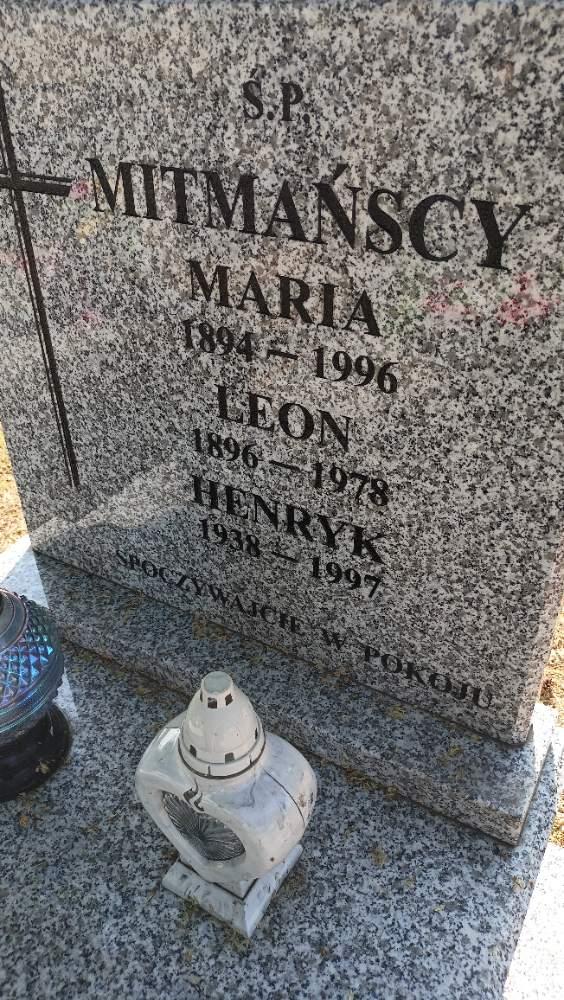 Ś.P.
MITMAŃSCY
MARIA
1894 – 1996
LEON
1896 – 1978
HENRYK
1938 – 1997
SPOCZYWAJCIE W POKOJU